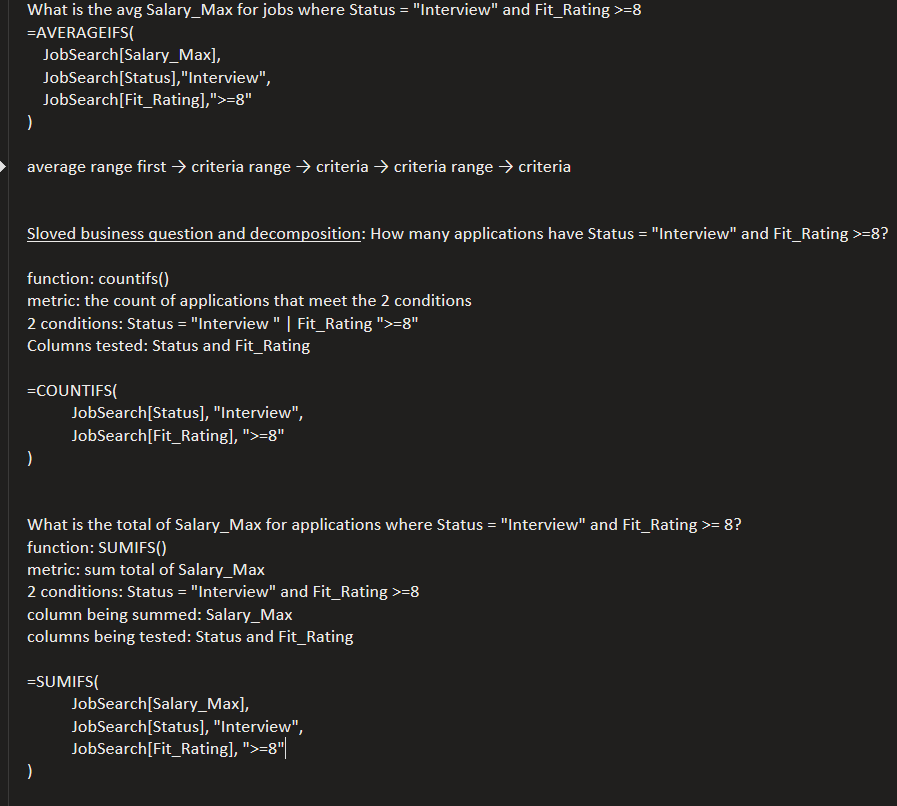 What is the avg Salary_Max for jobs where Status = "Interview" and Fit_Rating >=8
=AVERAGEIFS(
JobSearch[Salary_Max],
JobSearch[Status],"Interview",
JobSearch[Fit_Rating],">=8"
)
average range first → criteria range → criteria → criteria range → criteria
Sloved business question and decomposition: How many applications have Status = "Interview" and Fit_Rating >=8?
function: countifs()
metric: the count of applications that meet the 2 conditions
2 conditions: Status = "Interview " | Fit_Rating ">=8"
Columns tested: Status and Fit_Rating
=COUNTIFS(
JobSearch[Status], "Interview",
JobSearch[Fit_Rating], ">=8"
)
What is the total of Salary_Max for applications where Status = "Interview" and Fit_Rating >= 8?
function: SUMIFS()
metric: sum total of Salary_Max
2 conditions: Status = "Interview" and Fit_Rating >=8
column being summed: Salary_Max
columns being tested: Status and Fit_Rating
=SUMIFS(
JobSearch[Salary_Max],
JobSearch[Status], "Interview",
JobSearch[Fit_Rating], ">=8"
)